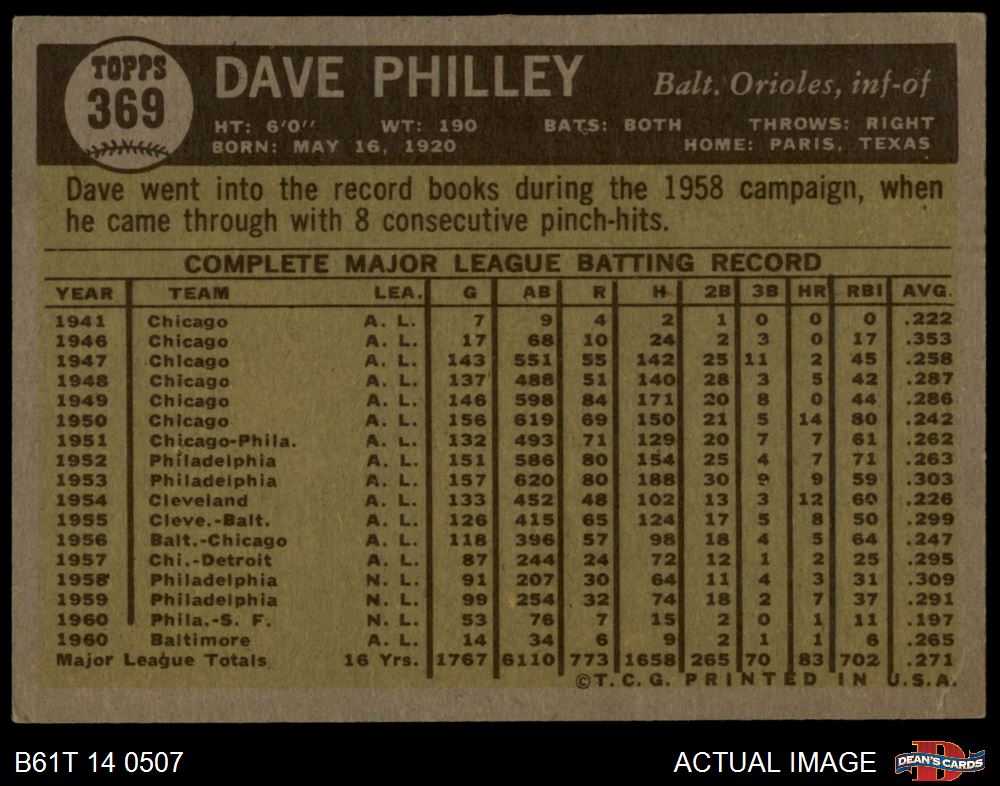 TOPPS
369
DAVE PHILLEY Balt. Orioles, inf-of
HT: 6'0" WT: 190 BATS: BOTH THROWS: RIGHT
BORN: MAY 16, 1920 HOME: PARIS, TEXAS
Dave went into the record books during the 1958 campaign, when
he came through with 8 consecutive pinch-hits.
COMPLETE MAJOR LEAGUE BATTING RECORD
YEAR TEAM LEA. G AB R H 2B 3B HR RBI AVG.
1941 Chicago A. L. 7 9 4 2 1 0 0 0 .222
1946 Chicago A. L. 17 68 10 24 2 3 0 17 .353
1947 Chicago A. L. 143 551 55 142 25 11 2 45 .258
1948 Chicago A. L. 137 488 51 140 28 3 5 42 .287
1949 Chicago A. L. 146 598 84 171 20 8 0 44 .286
1950 Chicago A. L. 156 619 69 150 21 5 14 80 .242
1951 Chicago-Phila. A. L. 132 493 71 129 20 7 7 61 .262
1952 Philadelphia A. L. 151 586 80 154 25 4 7 71 .263
1953 Philadelphia A. L. 157 620 80 188 30 9 9 59 .303
1954 Cleveland A. L. 133 452 48 102 13 3 12 60 .226
1955 Cleve.-Balt. A. L. 126 415 65 124 17 5 8 50 .299
1956 Balt.-Chicago A. L. 118 396 57 98 18 4 5 64 .247
1957 Chi.-Detroit A. L. 87 244 24 72 12 1 2 25 .295
1958 Philadelphia N. L. 91 207 30 64 11 4 3 31 .309
1959 Philadelphia N. L. 99 254 32 74 18 2 7 37 .291
1960 Phila.-S. F. N. L. 53 76 7 15 2 0 1 11 .197
1960 Baltimore A. L. 14 34 6 9 2 1 1 6 .265
Major League Totals 16 Yrs. 1767 6110 773 1658 265 70 83 702 .271
©T. C. G. PRINTED IN U.S.A.
B61T 14 0507 ACTUAL IMAGE
D
DEAN'S CARDS